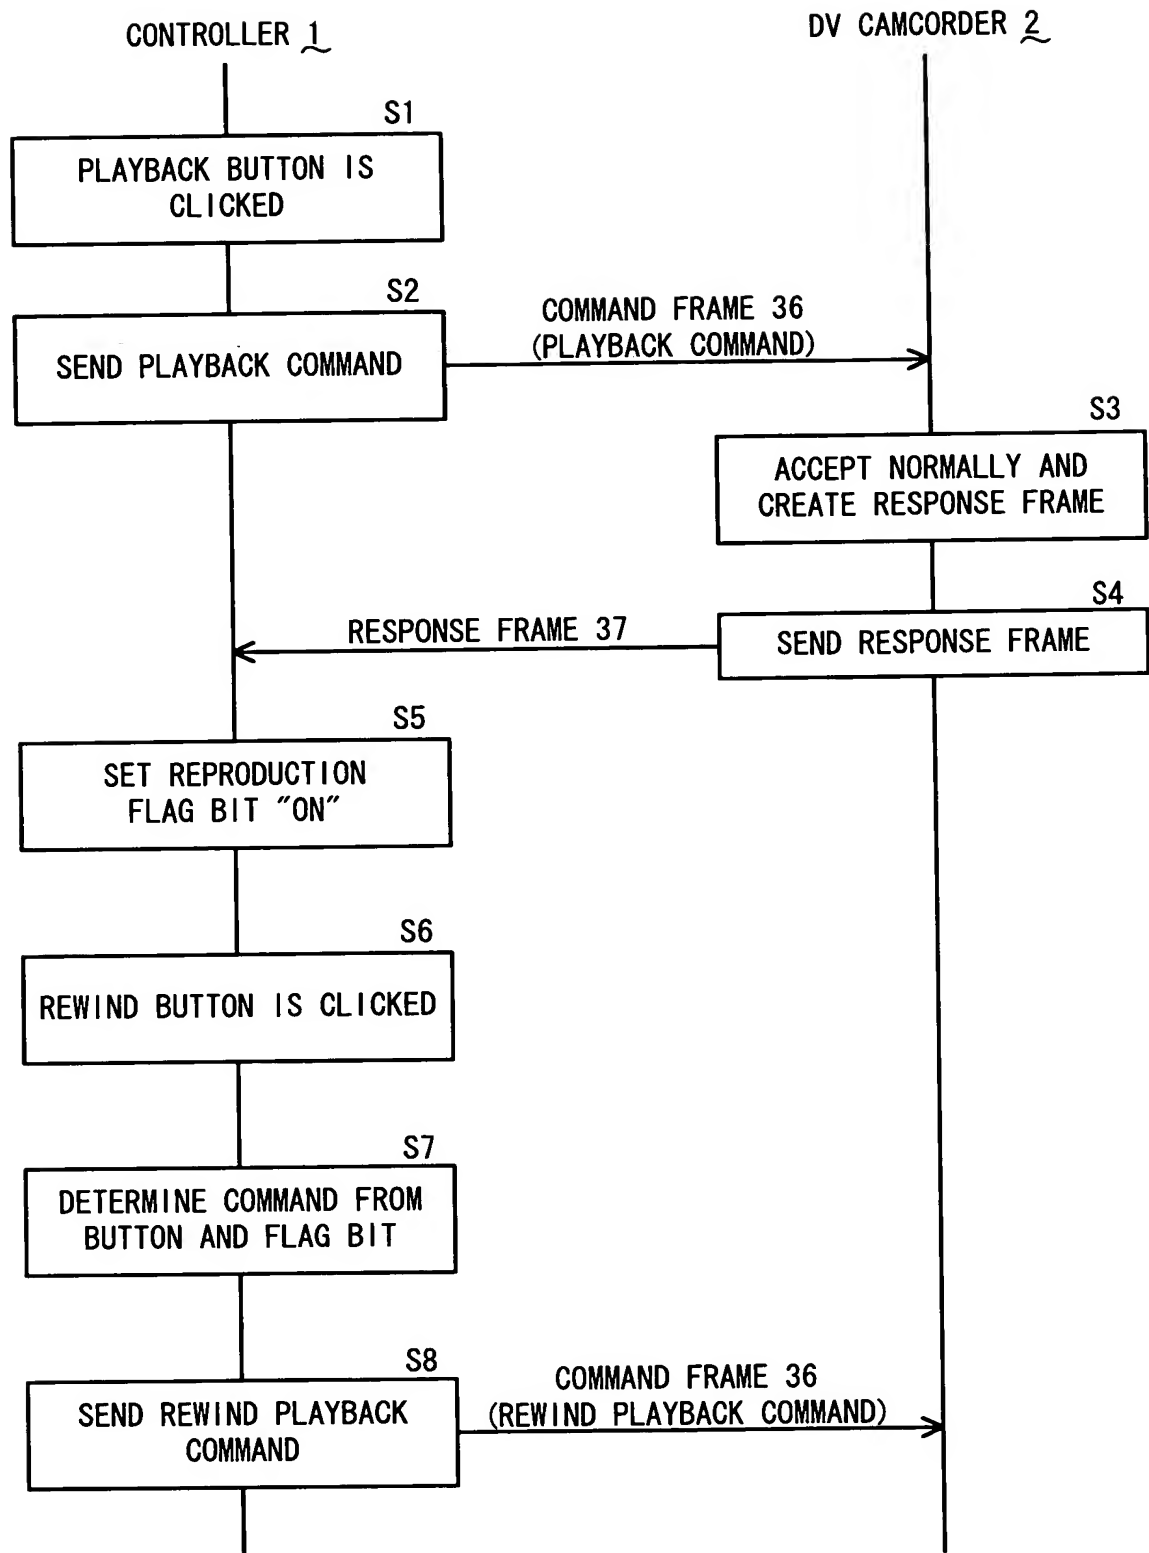 CONTROLLER 1
DV CAMCORDER 2
S1
PLAYBACK BUTTON IS
CLICKED
S2
SEND PLAYBACK COMMAND
COMMAND FRAME 36
(PLAYBACK COMMAND)
S3
ACCEPT NORMALLY AND
CREATE RESPONSE FRAME
S4
SEND RESPONSE FRAME
RESPONSE FRAME 37
S5
SET REPRODUCTION
FLAG BIT "ON"
S6
REWIND BUTTON IS CLICKED
S7
DETERMINE COMMAND FROM
BUTTON AND FLAG BIT
S8
SEND REWIND PLAYBACK
COMMAND
COMMAND FRAME 36
(REWIND PLAYBACK COMMAND)